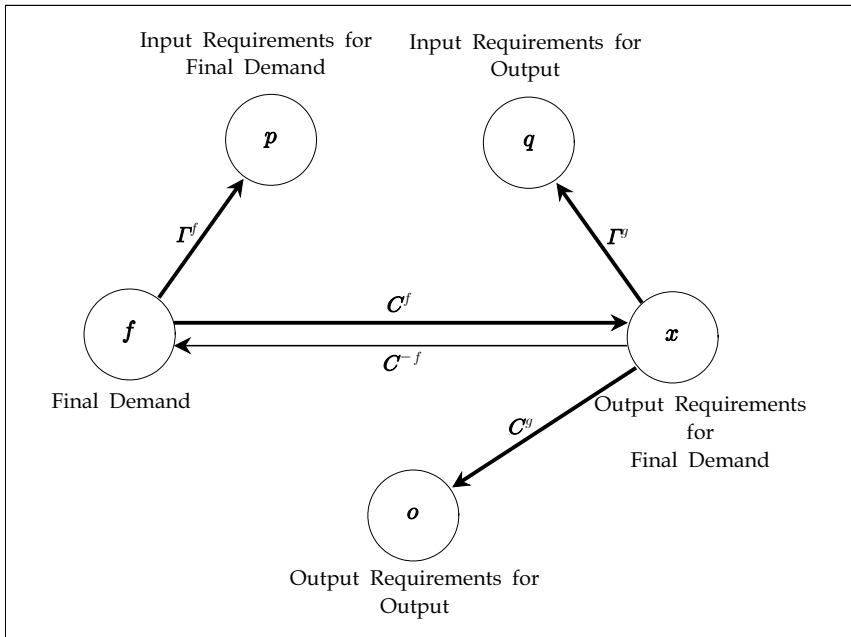 Input Requirements for
Final Demand
Input Requirements for
Output
p
q
Γ^f
Γ^g
C^f
f
x
C^{-f}
Final Demand
Output Requirements
for
Final Demand
C^g
o
Output Requirements for
Output